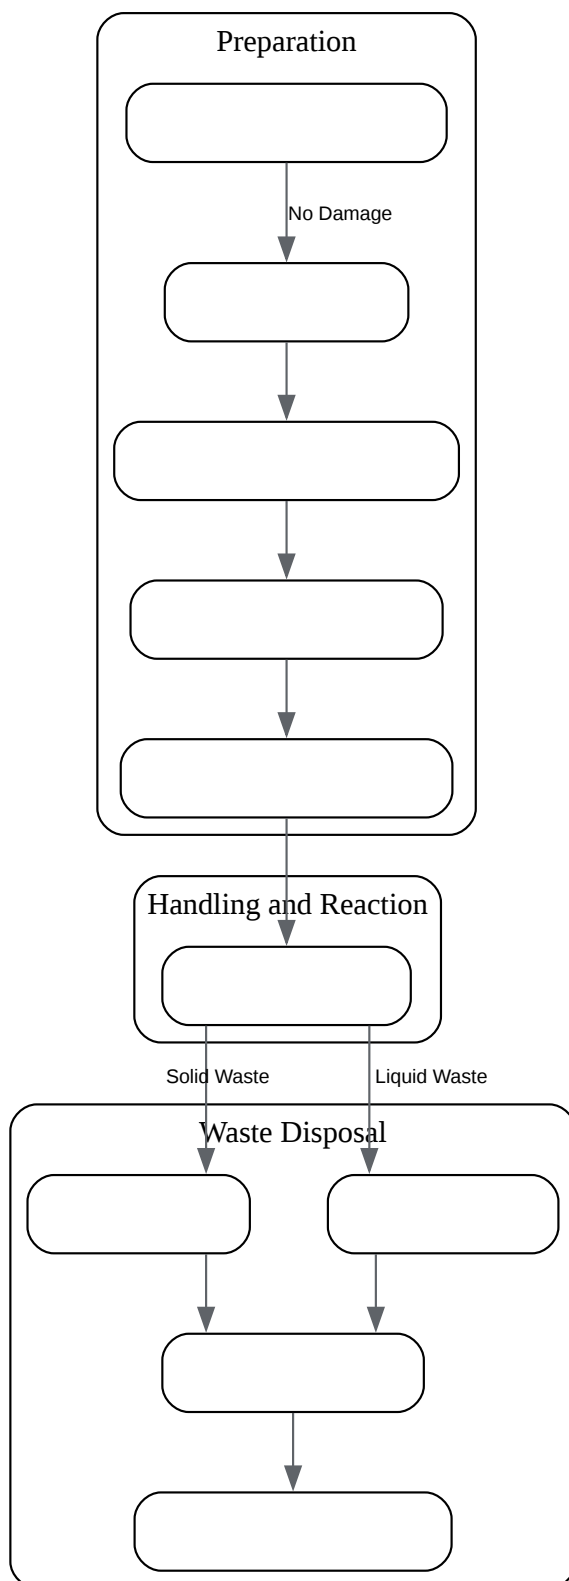 Preparation
No Damage
Handling and Reaction
Solid Waste
Liquid Waste
Waste Disposal